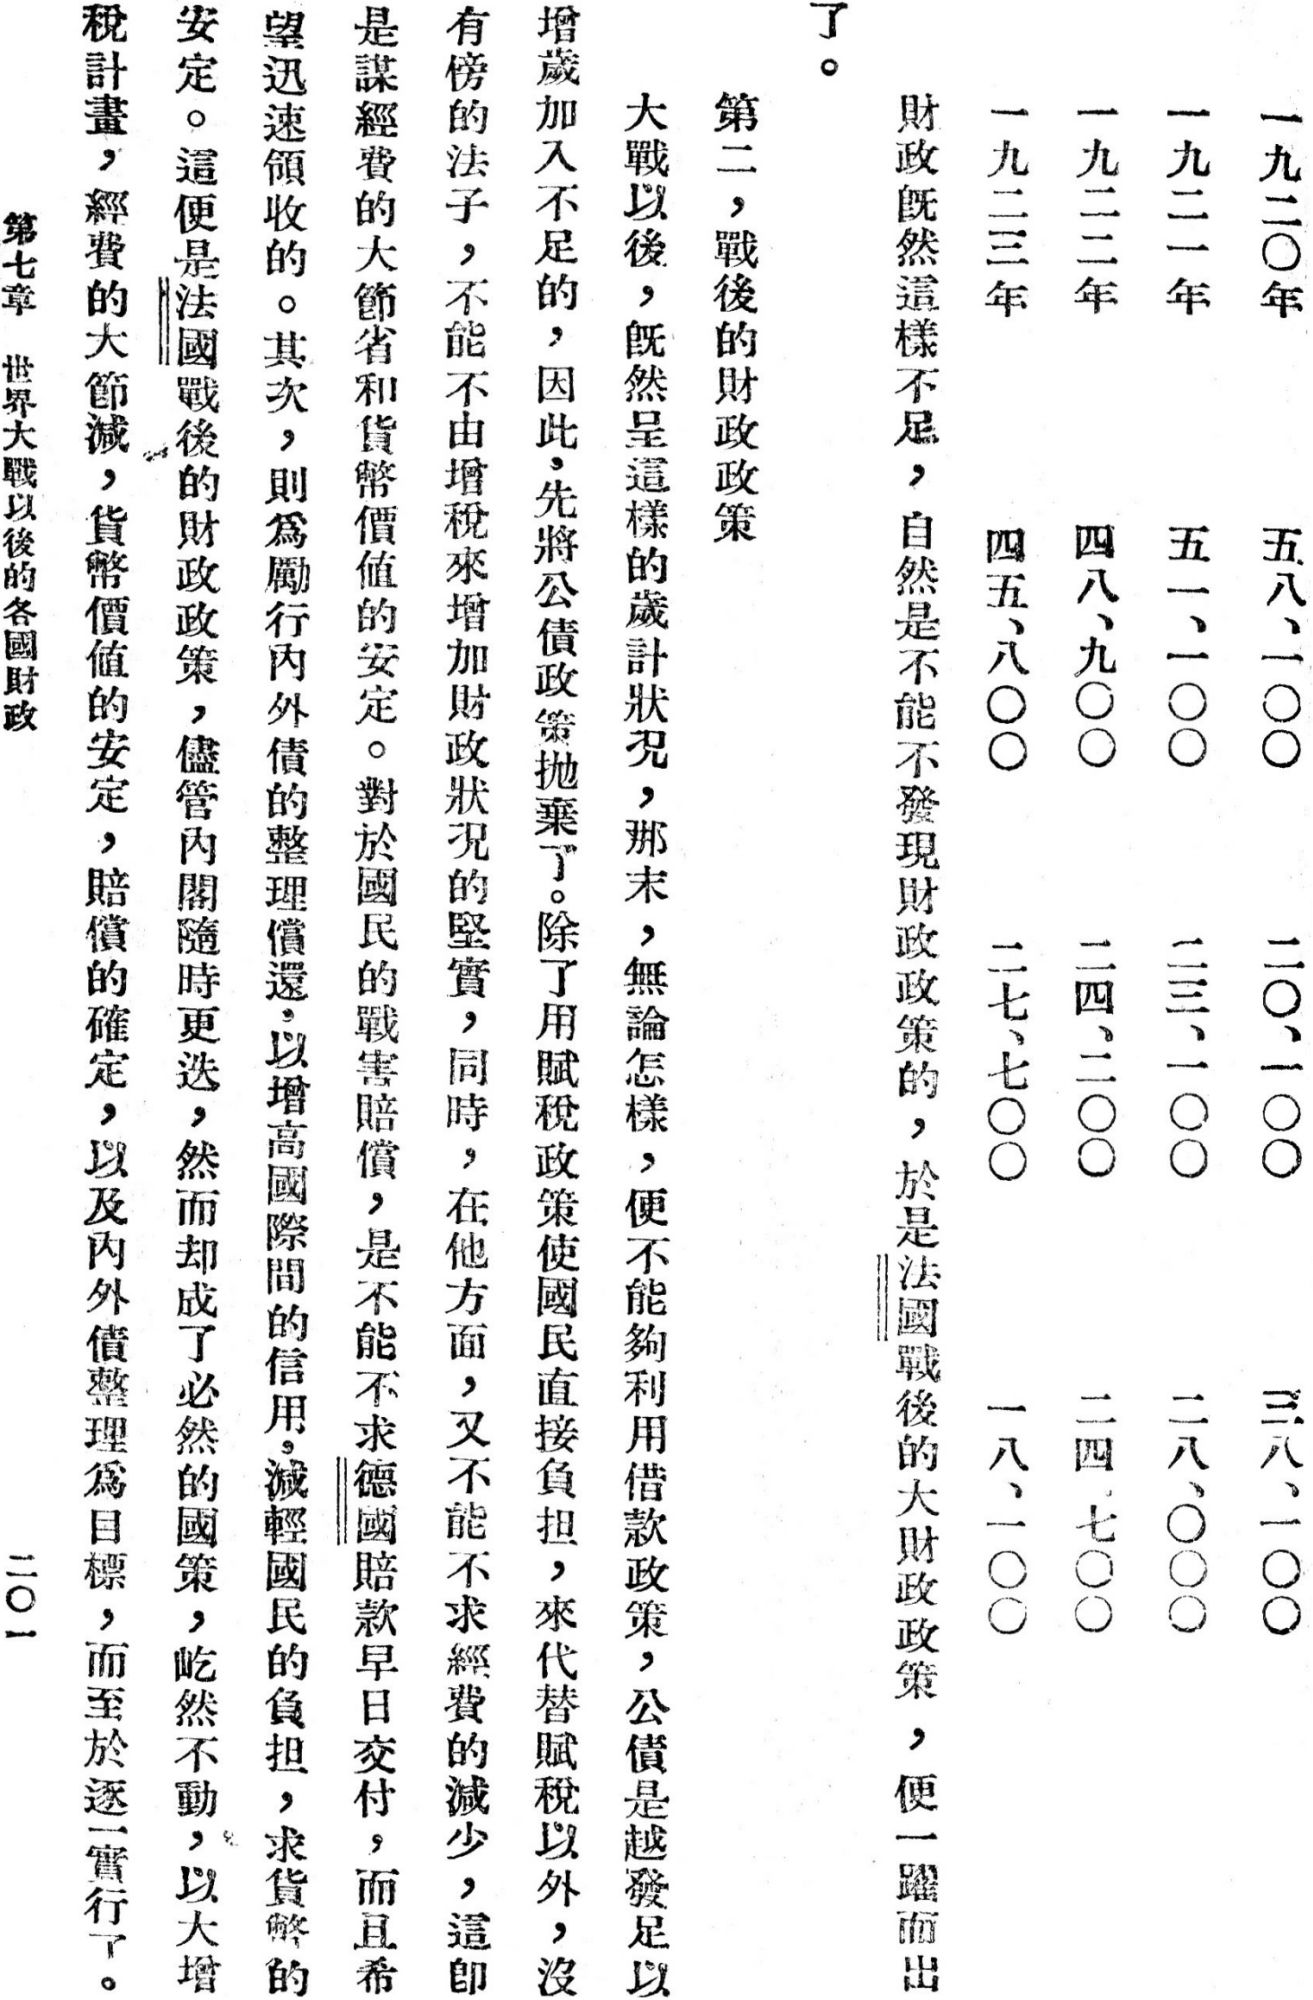 一九二〇年　五八、一〇〇　二〇、一〇〇　三八、一〇〇
一九二一年　五一、一〇〇　二三、一〇〇　二八、〇〇〇
一九二二年　四八、九〇〇　二四、二〇〇　二四、七〇〇
一九二三年　四五、八〇〇　二七、七〇〇　一八、一〇〇
財政旣然這樣不足，自然是不能不發現財政政策的，於是法國戰後的大財政政策，便一躍而出
了。
第二，戰後的財政政策
大戰以後，旣然呈這樣的歲計狀況，那末，無論怎樣，便不能夠利用借款政策，公債是越發足以
增歲加入不足的，因此，先將公債政策拋棄了。除了用賦稅政策使國民直接負担，來代替賦稅以外，沒
有傍的法子，不能不由增稅來增加財政狀況的堅實，同時，在他方面，又不能不求經費的減少，這卽
是謀經費的大節省和貨幣價值的安定。對於國民的戰害賠償，是不能不求德國賠款早日交付，而且希
望迅速領收的。其次，則爲勵行內外債的整理償還，以增高國際間的信用，減輕國民的負担，求貨幣的
安定。這便是法國戰後的財政政策，儘管內閣隨時更迭，然而却成了必然的國策，屹然不動，以大增
稅計畫，經費的大節減，貨幣價值的安定，賠償的確定，以及內外債整理爲目標，而至於逐一實行了。
第七章　世界大戰以後的各國財政　二〇一